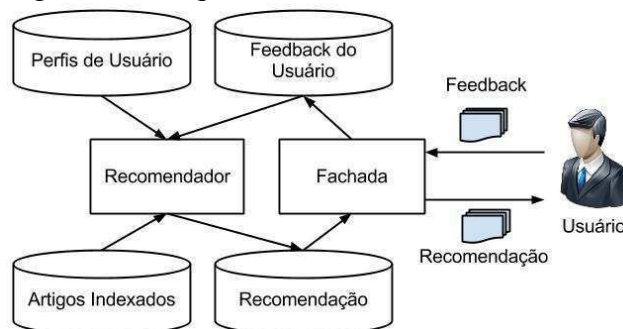 Perfis de Usuário
Feedback do
Usuário
Feedback
Recomendador
Fachada
Usuário
Recomendação
Artigos Indexados
Recomendação